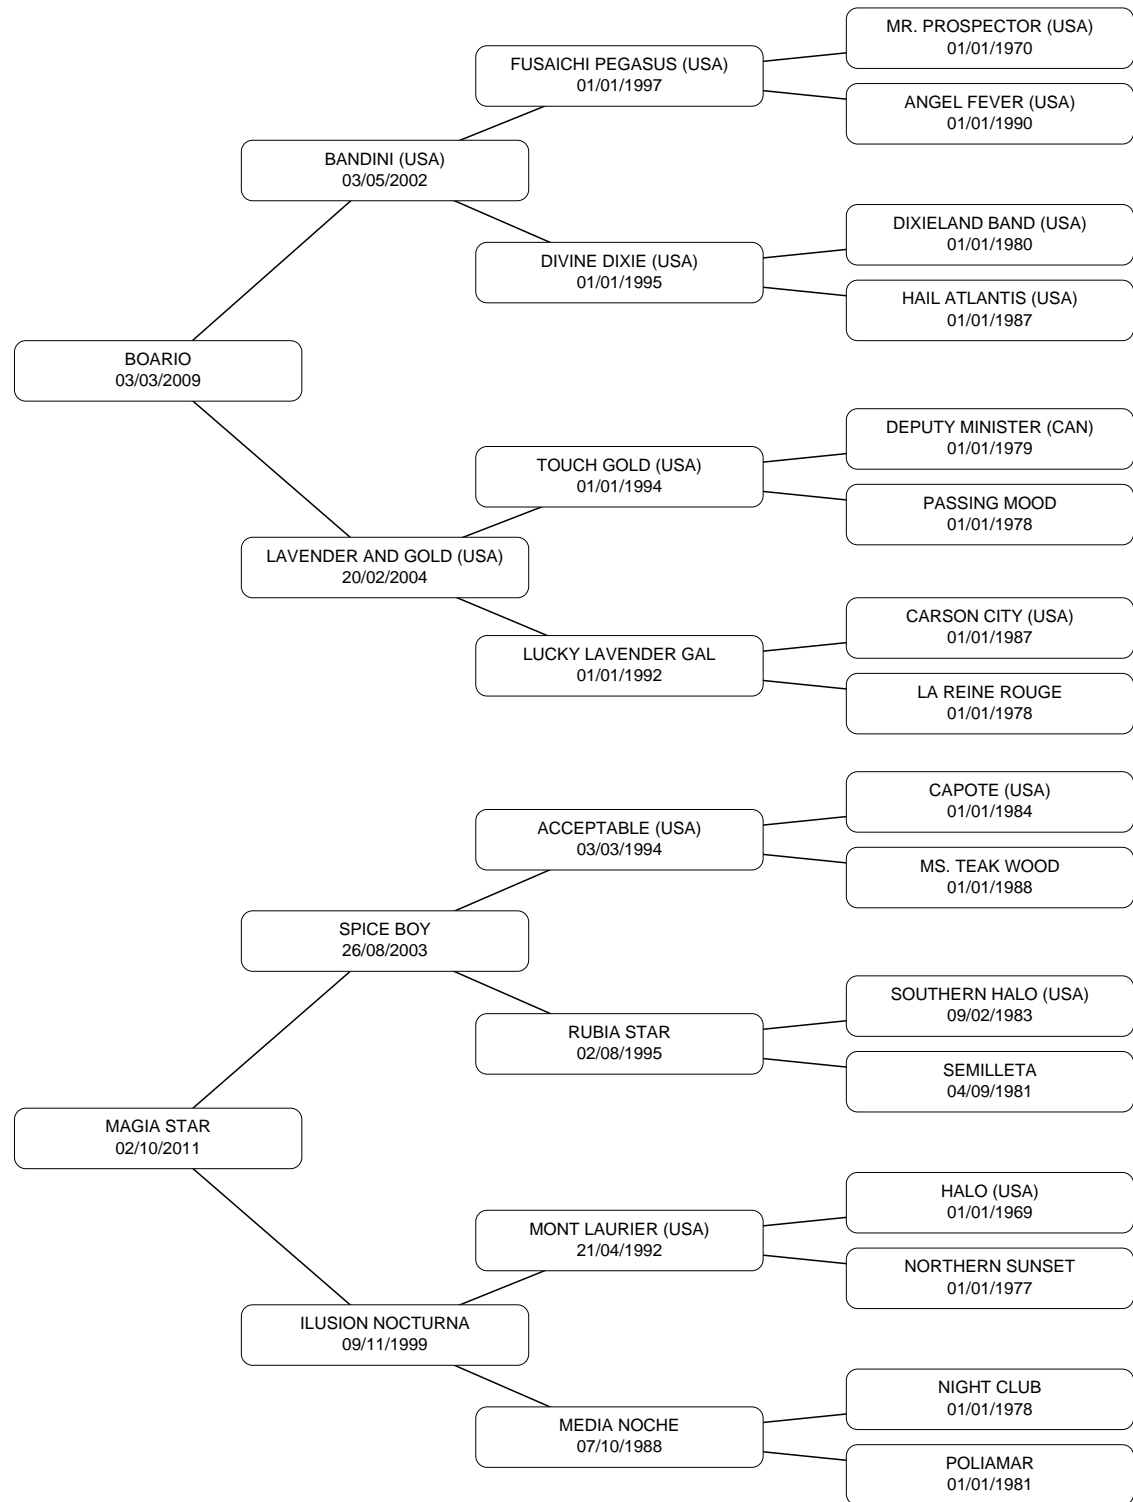 MR. PROSPECTOR (USA)
01/01/1970
FUSAICHI PEGASUS (USA)
01/01/1997
ANGEL FEVER (USA)
01/01/1990
BANDINI (USA)
03/05/2002
DIXIELAND BAND (USA)
01/01/1980
DIVINE DIXIE (USA)
01/01/1995
HAIL ATLANTIS (USA)
01/01/1987
BOARIO
03/03/2009
DEPUTY MINISTER (CAN)
01/01/1979
TOUCH GOLD (USA)
01/01/1994
PASSING MOOD
01/01/1978
LAVENDER AND GOLD (USA)
20/02/2004
CARSON CITY (USA)
01/01/1987
LUCKY LAVENDER GAL
01/01/1992
LA REINE ROUGE
01/01/1978
CAPOTE (USA)
01/01/1984
ACCEPTABLE (USA)
03/03/1994
MS. TEAK WOOD
01/01/1988
SPICE BOY
26/08/2003
SOUTHERN HALO (USA)
09/02/1983
RUBIA STAR
02/08/1995
SEMILLETA
04/09/1981
MAGIA STAR
02/10/2011
HALO (USA)
01/01/1969
MONT LAURIER (USA)
21/04/1992
NORTHERN SUNSET
01/01/1977
ILUSION NOCTURNA
09/11/1999
NIGHT CLUB
01/01/1978
MEDIA NOCHE
07/10/1988
POLIAMAR
01/01/1981